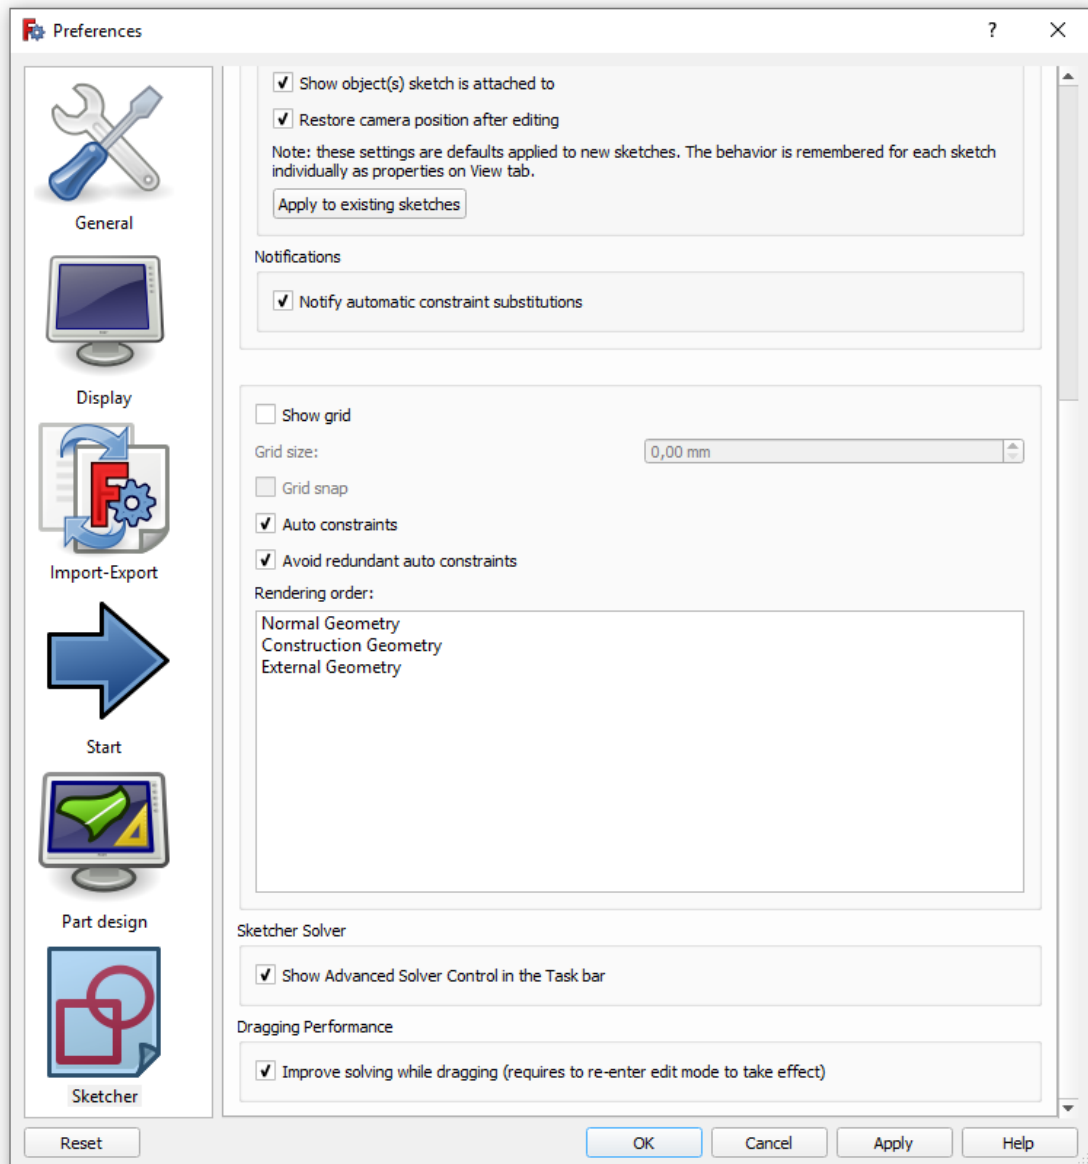 Preferences
?
General
Display
Import-Export
Start
Part design
Sketcher
Show object(s) sketch is attached to
Restore camera position after editing
Note: these settings are defaults applied to new sketches. The behavior is remembered for each sketch
individually as properties on View tab.
Apply to existing sketches
Notifications
Notify automatic constraint substitutions
Show grid
Grid size:
0,00 mm
Grid snap
Auto constraints
Avoid redundant auto constraints
Rendering order:
Normal Geometry
Construction Geometry
External Geometry
Sketcher Solver
Show Advanced Solver Control in the Task bar
Dragging Performance
Improve solving while dragging (requires to re-enter edit mode to take effect)
Reset
OK
Cancel
Apply
Help